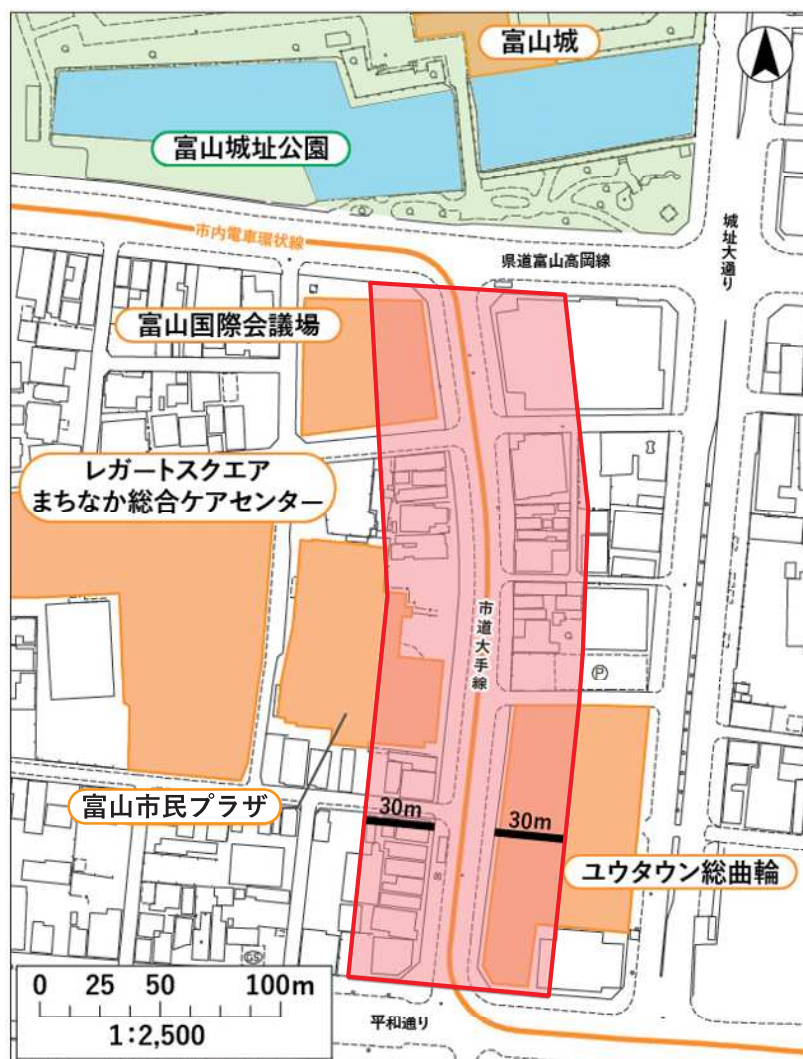 富山城
富山城址公園
市内電車環状線
県道富山高岡線
城址大通り
富山国際会議場
レガートスクエア
まちなか総合ケアセンター
市道大手線
P
富山市民プラザ
30m
30m
ユウタウン総曲輪
GS
0 25 50 100m
1:2,500
平和通り